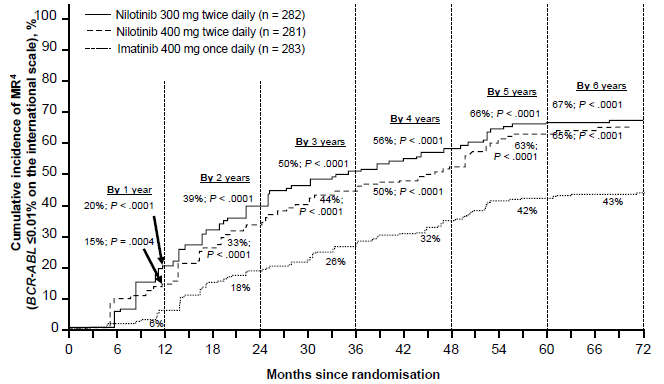 Nilotinib 300 mg twice daily (n = 282)
Nilotinib 400 mg twice daily (n = 281)
Imatinib 400 mg once daily (n = 283)
Cumulative incidence of MR4
(BCR-ABL ≤0.01% on the international scale), %
100
90
80
70
60
50
40
30
20
10
0
By 1 year
20%; P < .0001
15%; P = .0004
6%
By 2 years
39%; P < .0001
33%;
P < .0001
18%
By 3 years
50%; P < .0001
44%;
P < .0001
26%
By 4 years
56%; P < .0001
50%; P < .0001
32%
By 5 years
66%; P < .0001
63%;
P < .0001
42%
By 6 years
67%; P < .0001
65%; P < .0001
43%
0 6 12 18 24 30 36 42 48 54 60 66 72
Months since randomisation